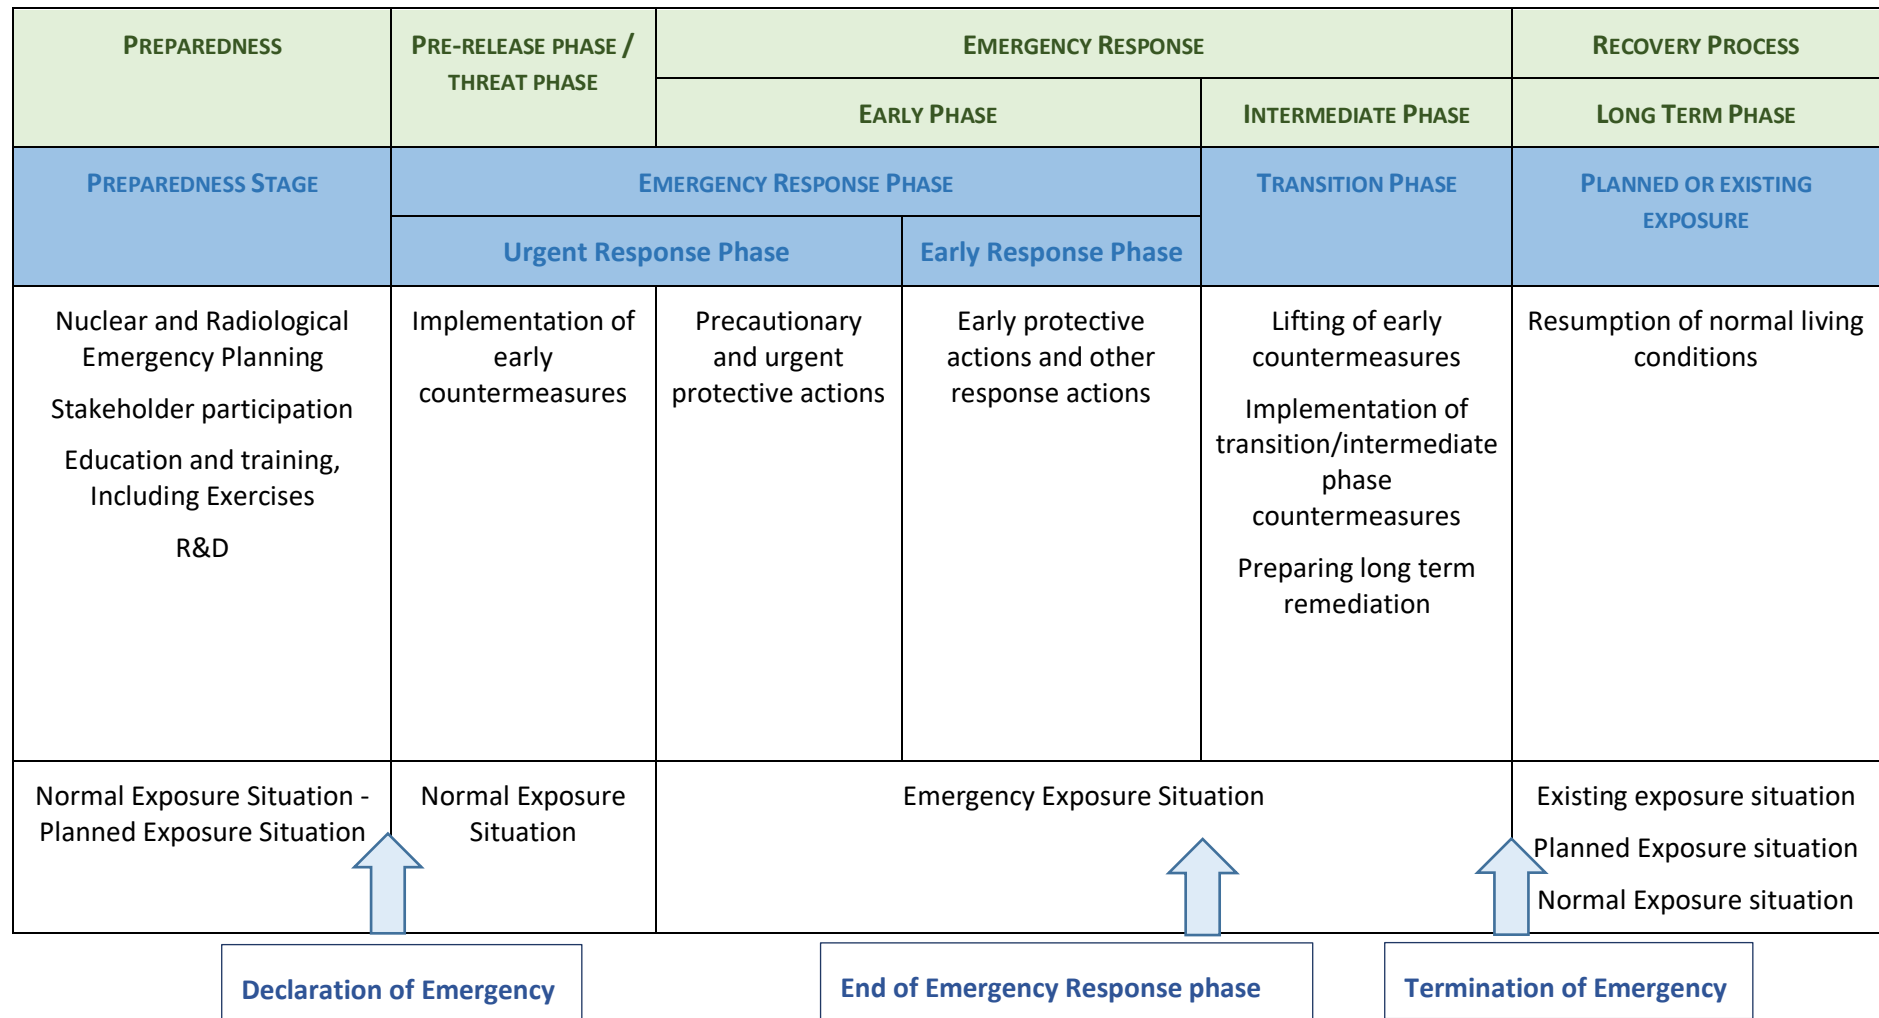 PREPAREDNESS
PRE-RELEASE PHASE /
THREAT PHASE
EMERGENCY RESPONSE
RECOVERY PROCESS
EARLY PHASE
INTERMEDIATE PHASE
LONG TERM PHASE
PREPAREDNESS STAGE
EMERGENCY RESPONSE PHASE
TRANSITION PHASE
PLANNED OR EXISTING
EXPOSURE
Urgent Response Phase
Early Response Phase
Nuclear and Radiological
Emergency Planning
Stakeholder participation
Education and training,
Including Exercises
R&D
Implementation of
early
countermeasures
Precautionary
and urgent
protective actions
Early protective
actions and other
response actions
Lifting of early
countermeasures
Implementation of
transition/intermediate
phase
countermeasures
Preparing long term
remediation
Resumption of normal living
conditions
Normal Exposure Situation -
Planned Exposure Situation
Normal Exposure
Situation
Emergency Exposure Situation
Existing exposure situation
Planned Exposure situation
Normal Exposure situation
Declaration of Emergency
End of Emergency Response phase
Termination of Emergency